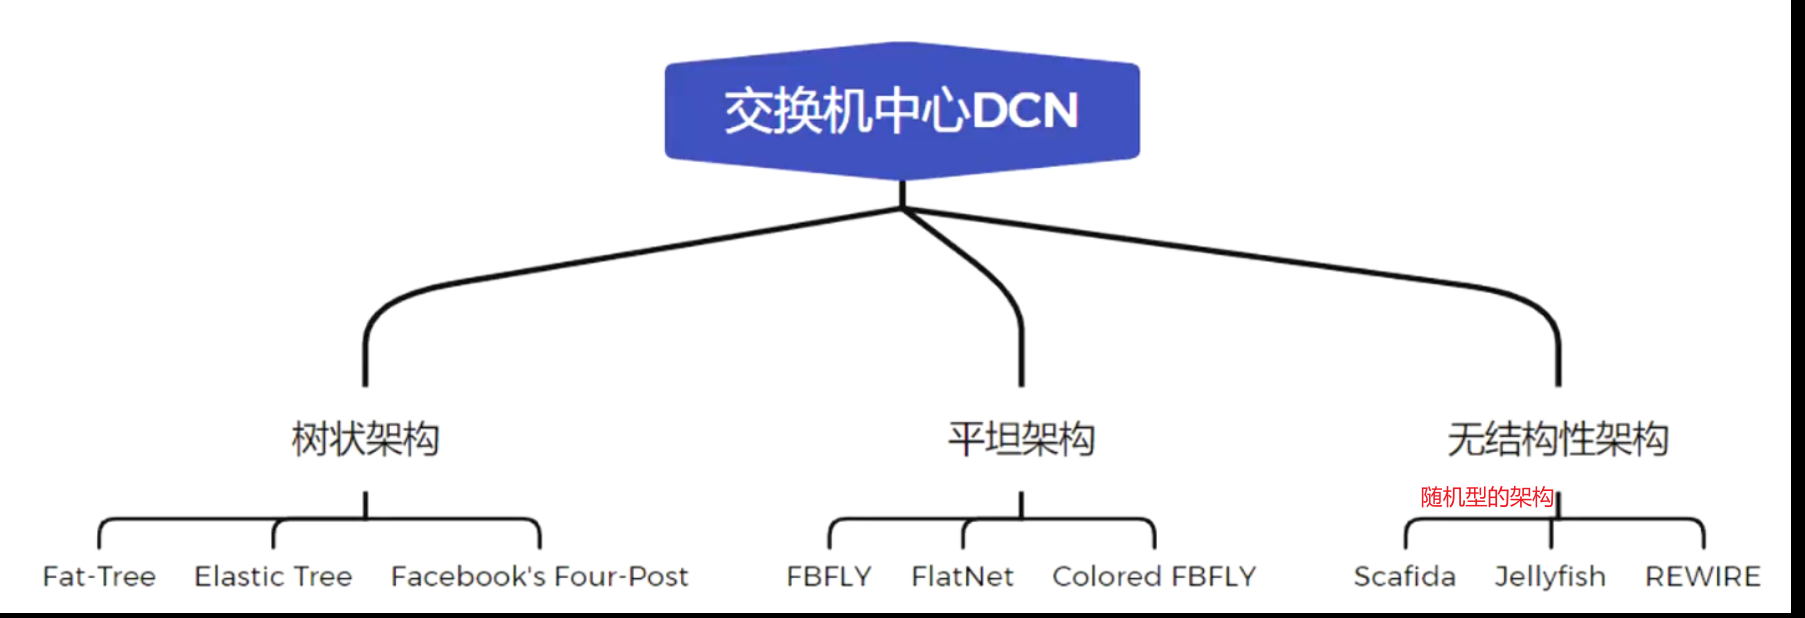 交换机中心DCN
树状架构
平坦架构
无结构性架构
随机型的架构
Fat-Tree
Elastic Tree
Facebook's Four-Post
FBFLY
FlatNet
Colored FBFLY
Scafida
Jellyfish
REWIRE